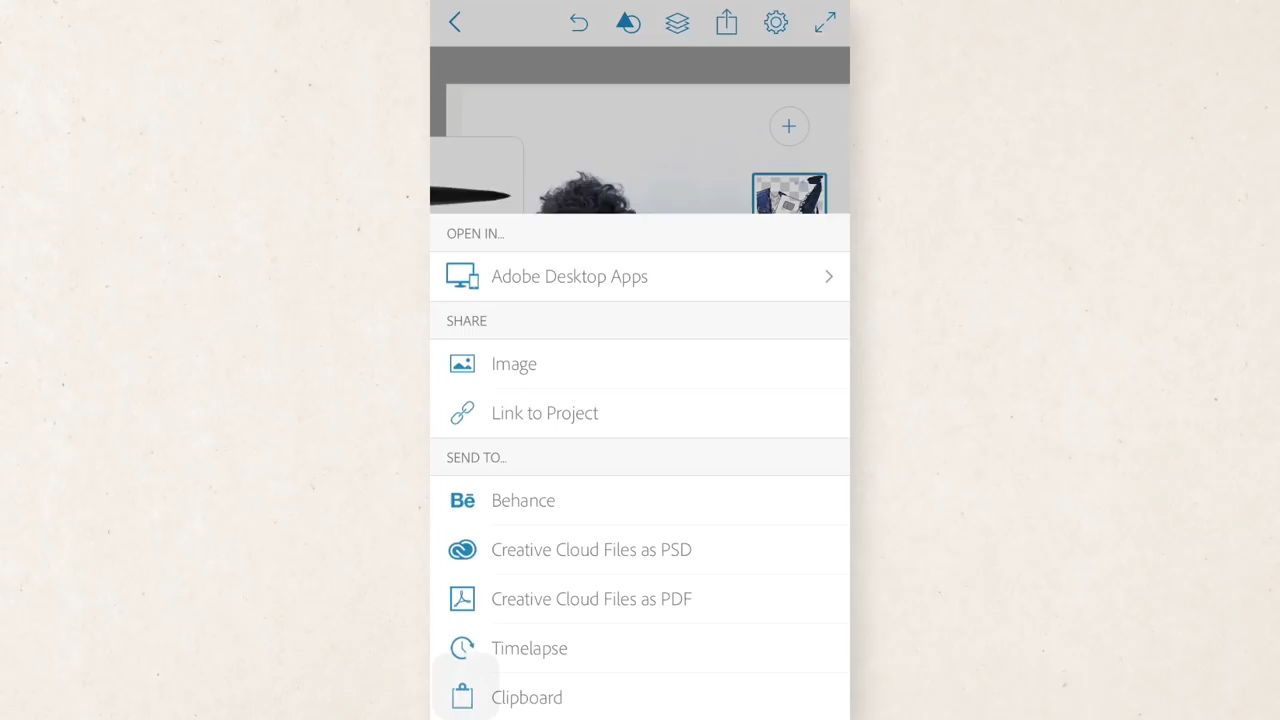 OPEN IN...
Adobe Desktop Apps
SHARE
Image
Link to Project
SEND TO...
Bē Behance
Creative Cloud Files as PSD
Creative Cloud Files as PDF
Timelapse
Clipboard